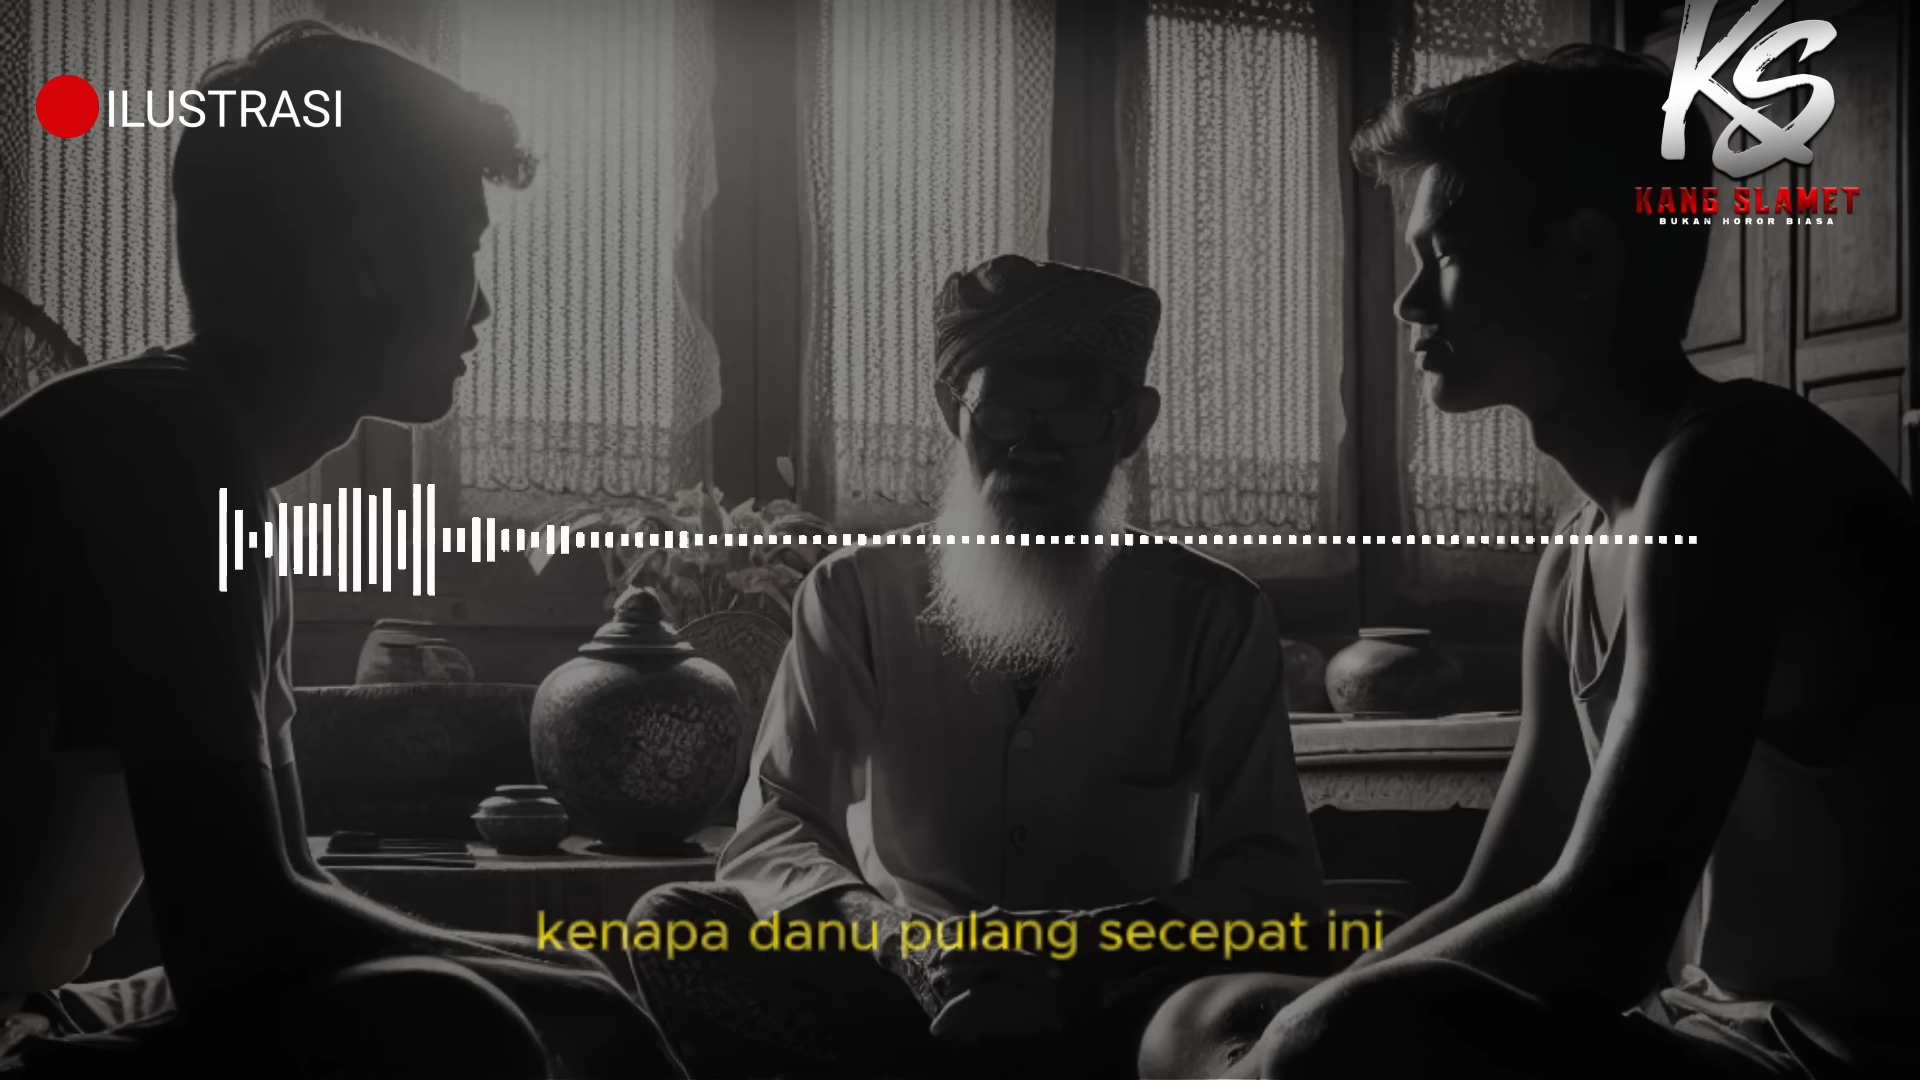 ILUSTRASI
KS
KANG SLAMET
BUKAN HOROR BIASA
kenapa danu pulang secepat ini